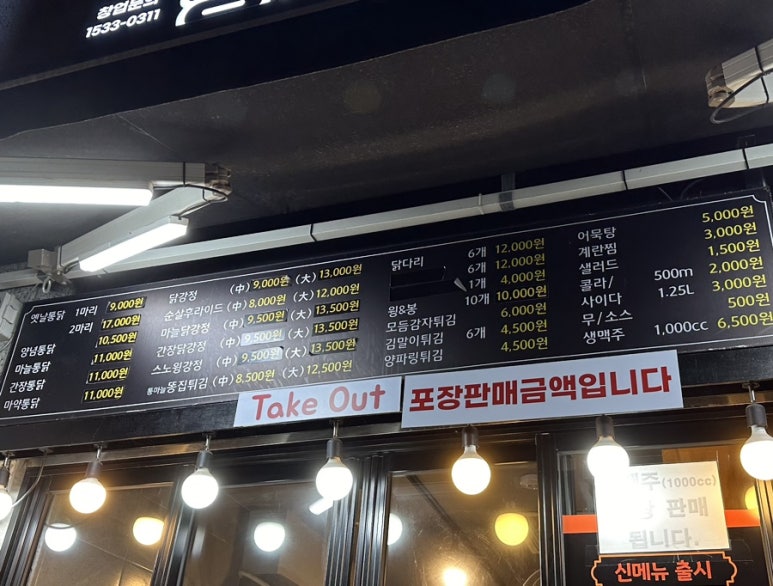 창업문의
1533-0311
옛날통닭 1마리 9,000원
2마리 17,000원
양념통닭 10,500원
마늘통닭 11,000원
간장통닭 11,000원
마약통닭 11,000원
닭강정 (中) 9,000원 (大) 13,000원
순살후라이드 (中) 8,000원 (大) 12,000원
마늘닭강정 (中) 9,500원 (大) 13,500원
간장닭강정 (中) 9,500원 (大) 13,500원
스노윙강정 (中) 9,500원 (大) 13,500원
통마늘똥집튀김 (中) 8,500원 (大) 12,500원
닭다리 6개 12,000원
6개 12,000원
1개 4,000원
윙&봉 10개 10,000원
모듬감자튀김 6,000원
김말이튀김 6개 4,500원
양파링튀김 4,500원
어묵탕 5,000원
계란찜 3,000원
샐러드 1,500원
콜라/ 500m 2,000원
사이다 1.25L 3,000원
무/소스 500원
생맥주 1,000cc 6,500원
Take Out
포장판매금액입니다
주(1000cc)
판매
됩니다.
신메뉴 출시